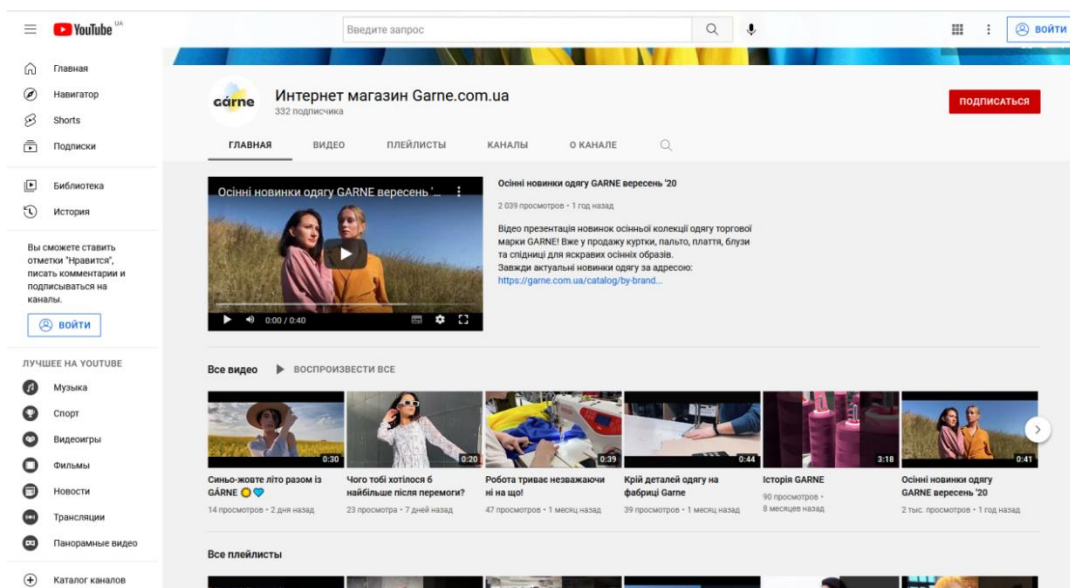 YouTube UA
Введите запрос
ВОЙТИ
Главная
Навигатор
Shorts
Подписки
Библиотека
История
Вы сможете ставить
отметки "Нравится",
писать комментарии и
подписываться на
каналы.
ВОЙТИ
ЛУЧШЕЕ НА YOUTUBE
Музыка
Спорт
Видеоигры
Фильмы
Новости
Трансляции
Панорамные видео
Каталог каналов
gárne
Интернет магазин Garne.com.ua
332 подписчика
ПОДПИСАТЬСЯ
ГЛАВНАЯ ВИДЕО ПЛЕЙЛИСТЫ КАНАЛЫ О КАНАЛЕ
Осінні новинки одягу GARNE вересень '...
0:00 / 0:40
Осінні новинки одягу GARNE вересень '20
2 039 просмотров • 1 год назад
Відео презентація новинок осінньої колекції одягу торгової
марки GARNE! Вже у продажу куртки, пальто, плаття, блузи
та спідниці для яскравих осінніх образів.
Завжди актуальні новинки одягу за адресою:
https://garne.com.ua/catalog/by-brand...
Все видео ВОСПРОИЗВЕСТИ ВСЕ
0:30
Синьо-жовте літо разом із
GÁRNE 🌻💙
14 просмотров • 2 дня назад
0:20
Чого тобі хотілося б
найбільше після перемоги?
23 просмотра • 7 дней назад
0:39
Робота триває незважаючи
ні на що!
47 просмотров • 1 месяц назад
0:44
Крій деталей одягу на
фабриці Garne
39 просмотров • 1 месяц назад
3:18
Історія GARNE
90 просмотров •
8 месяцев назад
0:41
Осінні новинки одягу
GARNE вересень '20
2 тыс. просмотров • 1 год назад
Все плейлисты